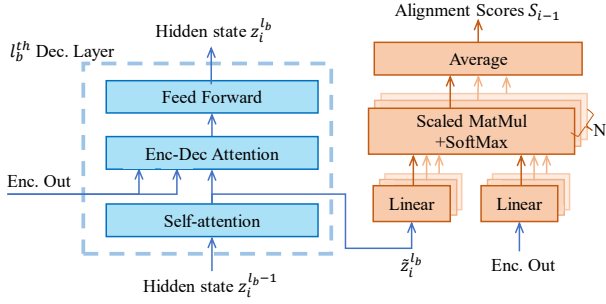 Hidden state $z_i^{l_b}$
$l_b^{th}$ Dec. Layer
Feed Forward
Enc-Dec Attention
Enc. Out
Self-attention
Hidden state $z_i^{l_b-1}$
Alignment Scores $S_{i-1}$
Average
Scaled MatMul
+SoftMax
N
Linear
Linear
$\tilde{z}_i^{l_b}$
Enc. Out